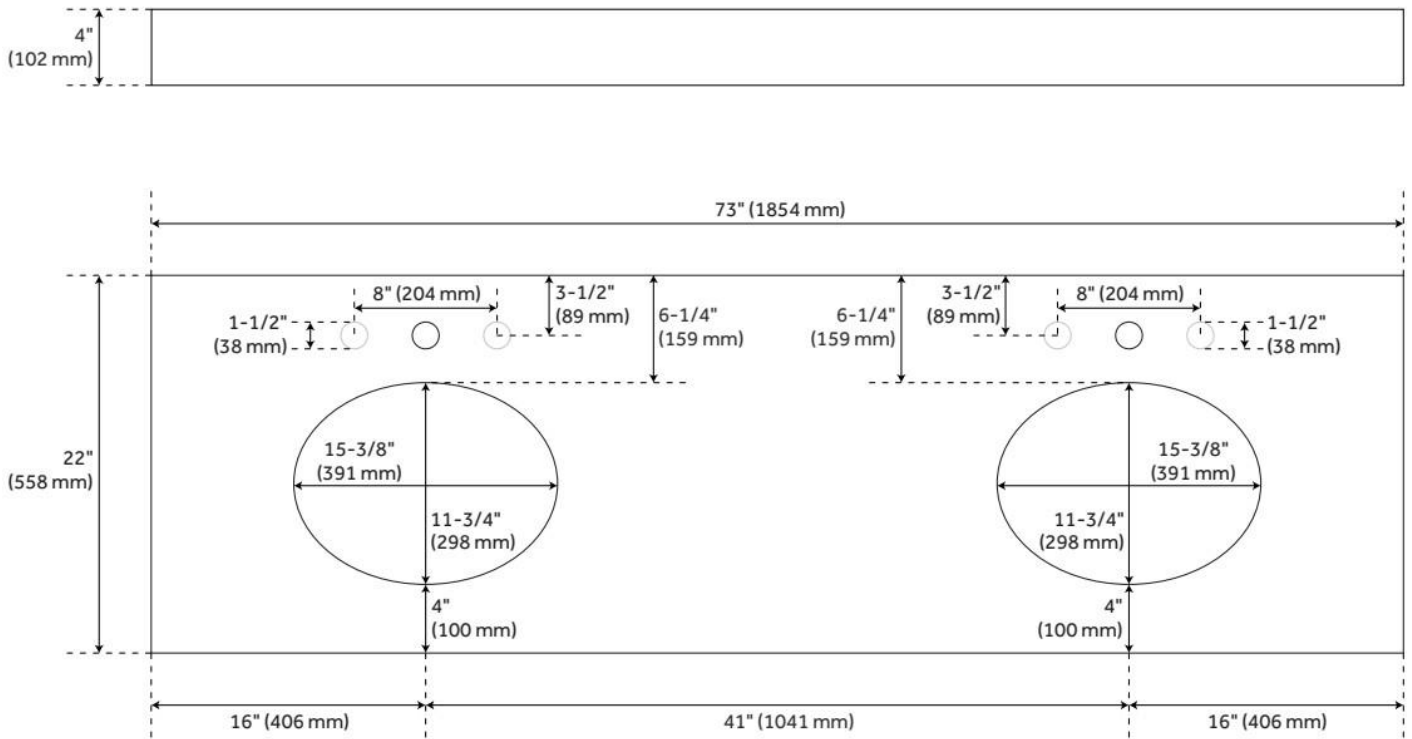 4"
(102 mm)
73" (1854 mm)
8" (204 mm)
3-1/2"
(89 mm)
1-1/2"
(38 mm)
6-1/4"
(159 mm)
6-1/4"
(159 mm)
3-1/2"
(89 mm)
8" (204 mm)
1-1/2"
(38 mm)
22"
(558 mm)
15-3/8"
(391 mm)
11-3/4"
(298 mm)
4"
(100 mm)
15-3/8"
(391 mm)
11-3/4"
(298 mm)
4"
(100 mm)
16" (406 mm)
41" (1041 mm)
16" (406 mm)